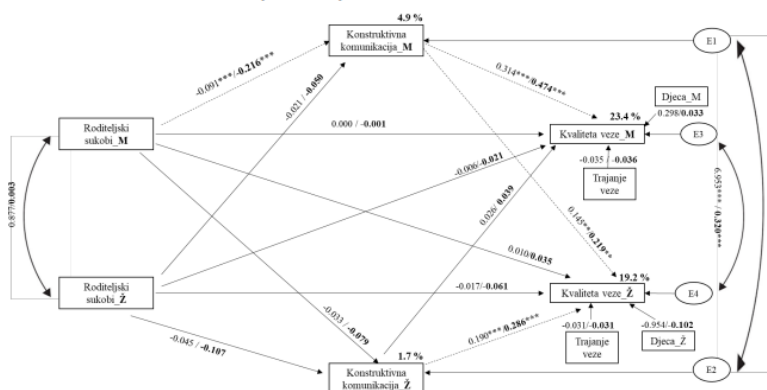 4.9 %
Konstruktivna
komunikacija_M
E1
-0.091***/-0.216***
0.314***/0.474***
-0.021 / -0.050
Djeca_M
23.4 %
0.298/0.033
Roditeljski
sukobi_M
0.000 / -0.001
Kvaliteta veze_M
E3
-0.035 / -0.036
-0.006/-0.021
Trajanje
veze
0.877/0.003
0.026/ 0.039
6.953*** / 0.320***
0.145**/0.219**
0.010/0.035
19.2 %
Roditeljski
sukobi_Ž
-0.017/-0.061
Kvaliteta veze_Ž
E4
-0.033 / -0.079
-0.031/-0.031
-0.954/-0.102
-0.045 / -0.107
0.190***/0.286***
Trajanje
veze
Djeca_Ž
1.7 %
Konstruktivna
komunikacija_Ž
E2